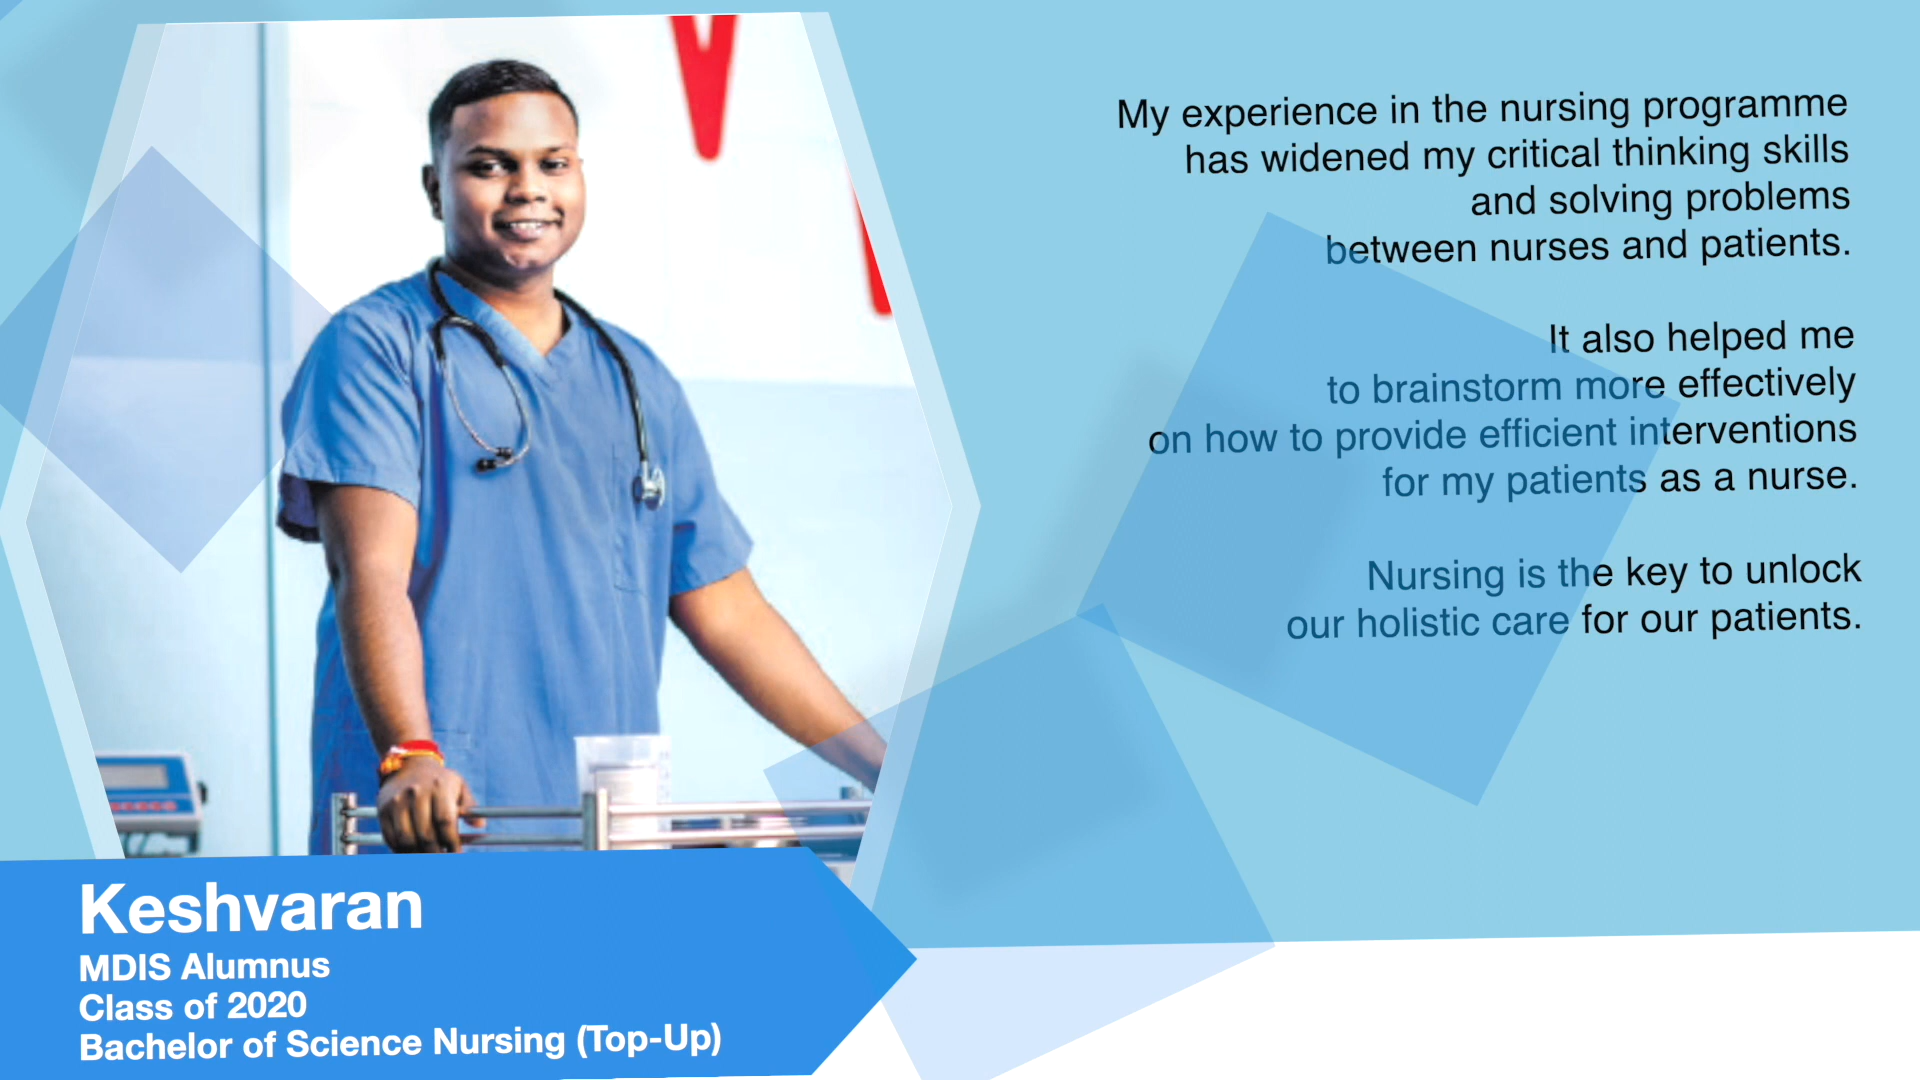 My experience in the nursing programme
has widened my critical thinking skills
and solving problems
between nurses and patients.
It also helped me
to brainstorm more effectively
on how to provide efficient interventions
for my patients as a nurse.
Nursing is the key to unlock
our holistic care for our patients.
Keshvaran
MDIS Alumnus
Class of 2020
Bachelor of Science Nursing (Top-Up)